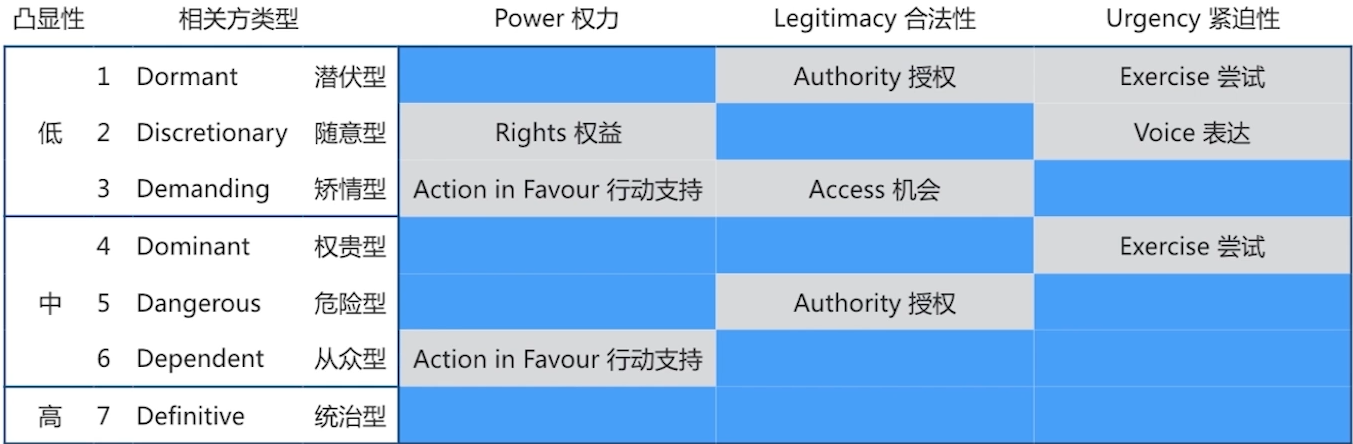 凸显性 相关方类型 Power 权力 Legitimacy 合法性 Urgency 紧迫性
1 Dormant 潜伏型 Authority 授权 Exercise 尝试
低 2 Discretionary 随意型 Rights 权益 Voice 表达
3 Demanding 矫情型 Action in Favour 行动支持 Access 机会
4 Dominant 权贵型 Exercise 尝试
中 5 Dangerous 危险型 Authority 授权
6 Dependent 从众型 Action in Favour 行动支持
高 7 Definitive 统治型